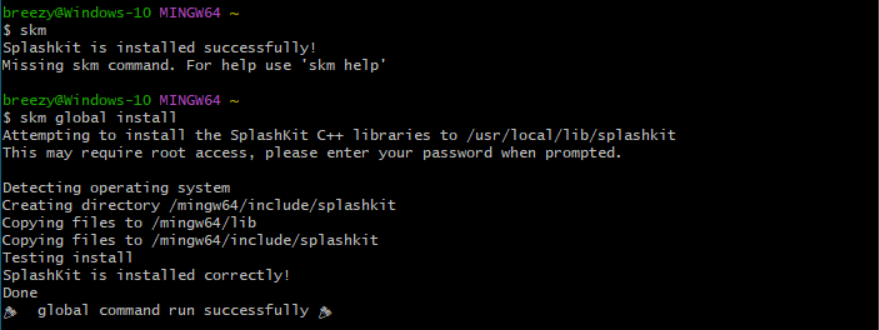 breezy@Windows-10 MINGW64 ~
$ skm
Splashkit is installed successfully!
Missing skm command. For help use 'skm help'
breezy@Windows-10 MINGW64 ~
$ skm global install
Attempting to install the SplashKit C++ libraries to /usr/local/lib/splashkit
This may require root access, please enter your password when prompted.
Detecting operating system
Creating directory /mingw64/include/splashkit
Copying files to /mingw64/lib
Copying files to /mingw64/include/splashkit
Testing install
SplashKit is installed correctly!
Done
🎉 global command run successfully 🎉